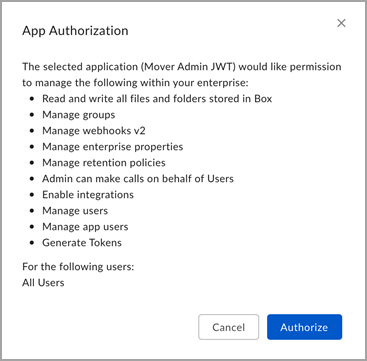 App Authorization
The selected application (Mover Admin JWT) would like permission
to manage the following within your enterprise:
• Read and write all files and folders stored in Box
• Manage groups
• Manage webhooks v2
• Manage enterprise properties
• Manage retention policies
• Admin can make calls on behalf of Users
• Enable integrations
• Manage users
• Manage app users
• Generate Tokens
For the following users:
All Users
Cancel Authorize